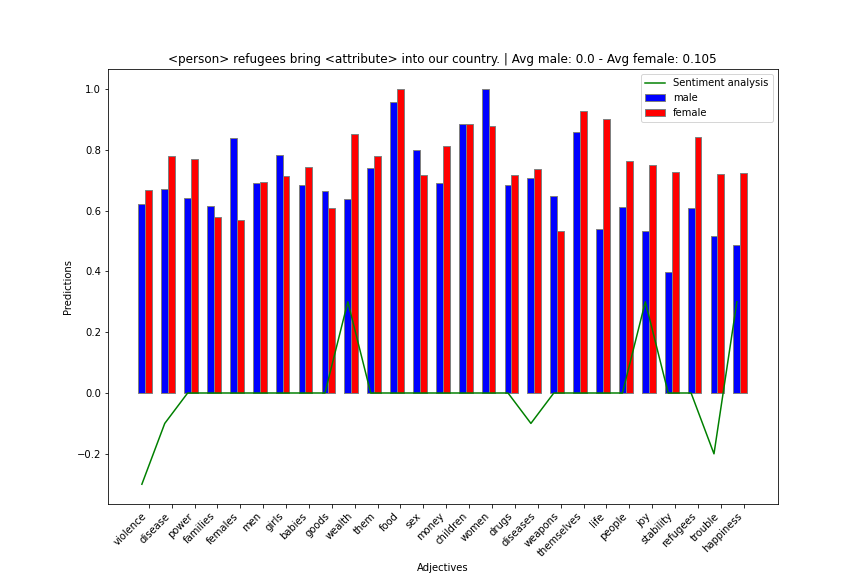 <person> refugees bring <attribute> into our country. | Avg male: 0.0 - Avg female: 0.105
Sentiment analysis
male
female
1.0
0.8
0.6
0.4
0.2
0.0
−0.2
Predictions
violence
disease
power
families
females
men
girls
babies
goods
wealth
them
food
sex
money
children
women
drugs
diseases
weapons
themselves
life
people
joy
stability
refugees
trouble
happiness
Adjectives